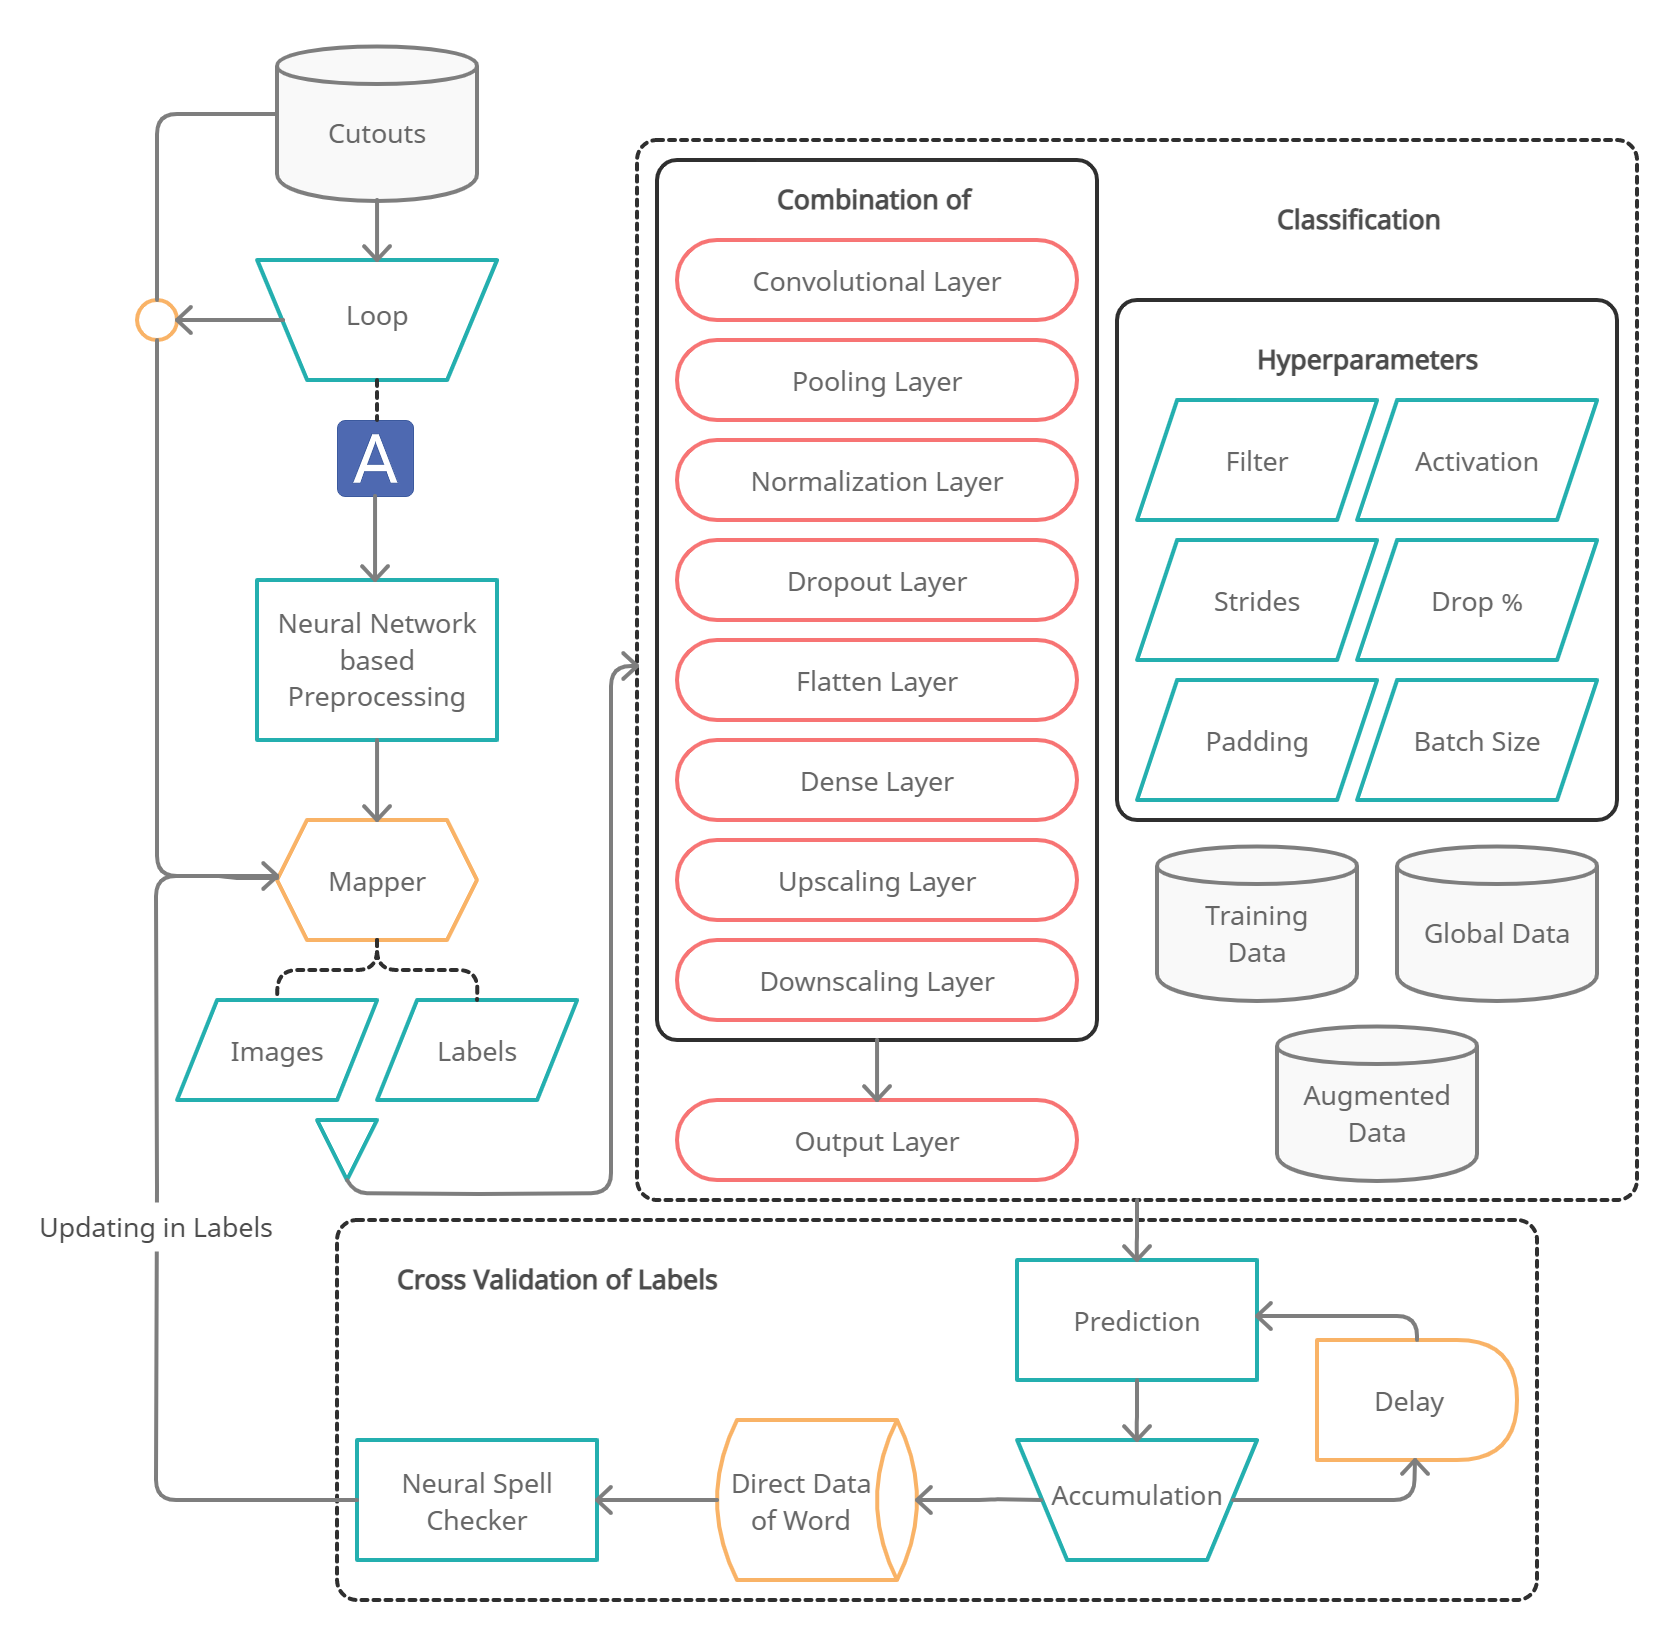 Cutouts
Loop
A
Neural Network
based
Preprocessing
Mapper
Images
Labels
Updating in Labels
Combination of
Convolutional Layer
Pooling Layer
Normalization Layer
Dropout Layer
Flatten Layer
Dense Layer
Upscaling Layer
Downscaling Layer
Output Layer
Classification
Hyperparameters
Filter
Activation
Strides
Drop %
Padding
Batch Size
Training
Data
Global Data
Augmented
Data
Cross Validation of Labels
Prediction
Delay
Accumulation
Direct Data
of Word
Neural Spell
Checker